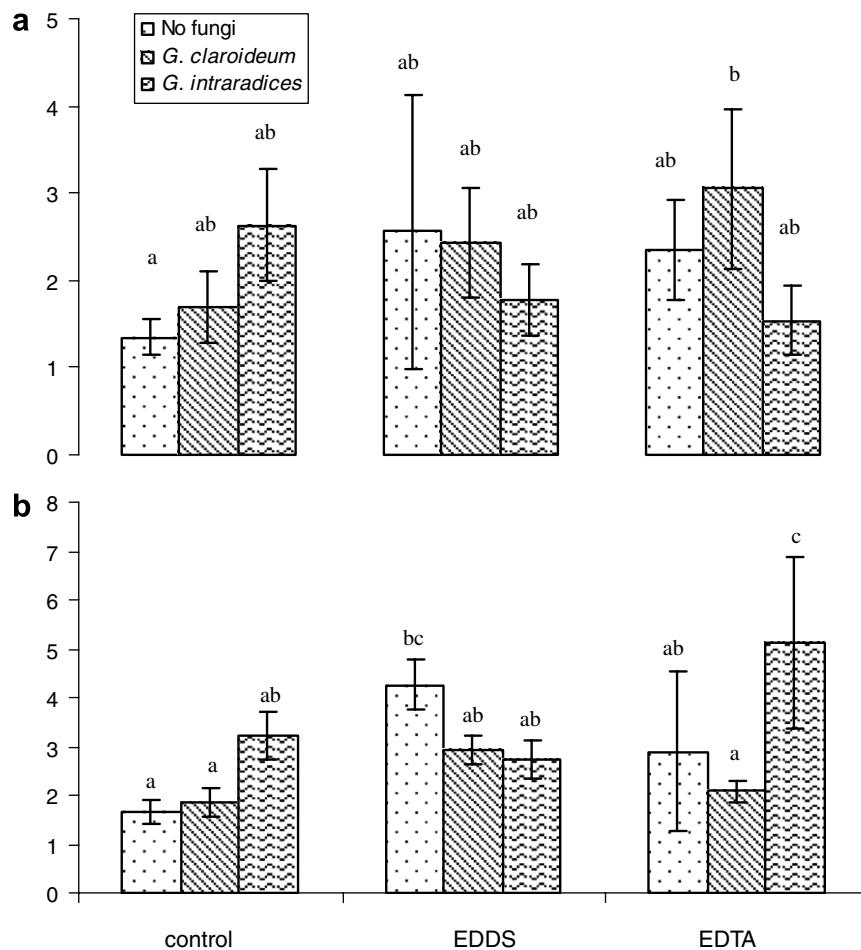 a
5
No fungi
G. claroideum
G. intraradices
4
3
2
1
0
a
ab
ab
ab
ab
ab
ab
b
ab
b
8
7
6
5
4
3
2
1
0
a
a
ab
bc
ab
ab
ab
a
c
control
EDDS
EDTA